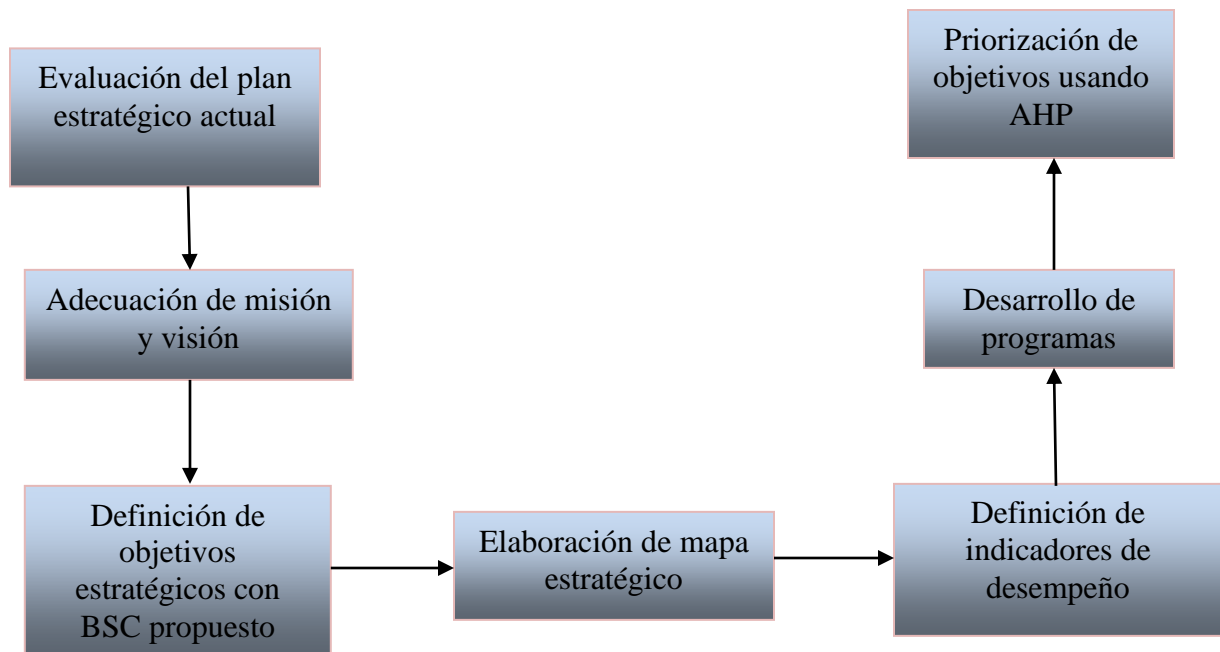 Evaluación del plan
estratégico actual
Adecuación de misión
y visión
Definición de
objetivos
estratégicos con
BSC propuesto
Elaboración de mapa
estratégico
Definición de
indicadores de
desempeño
Desarrollo de
programas
Priorización de
objetivos usando
AHP